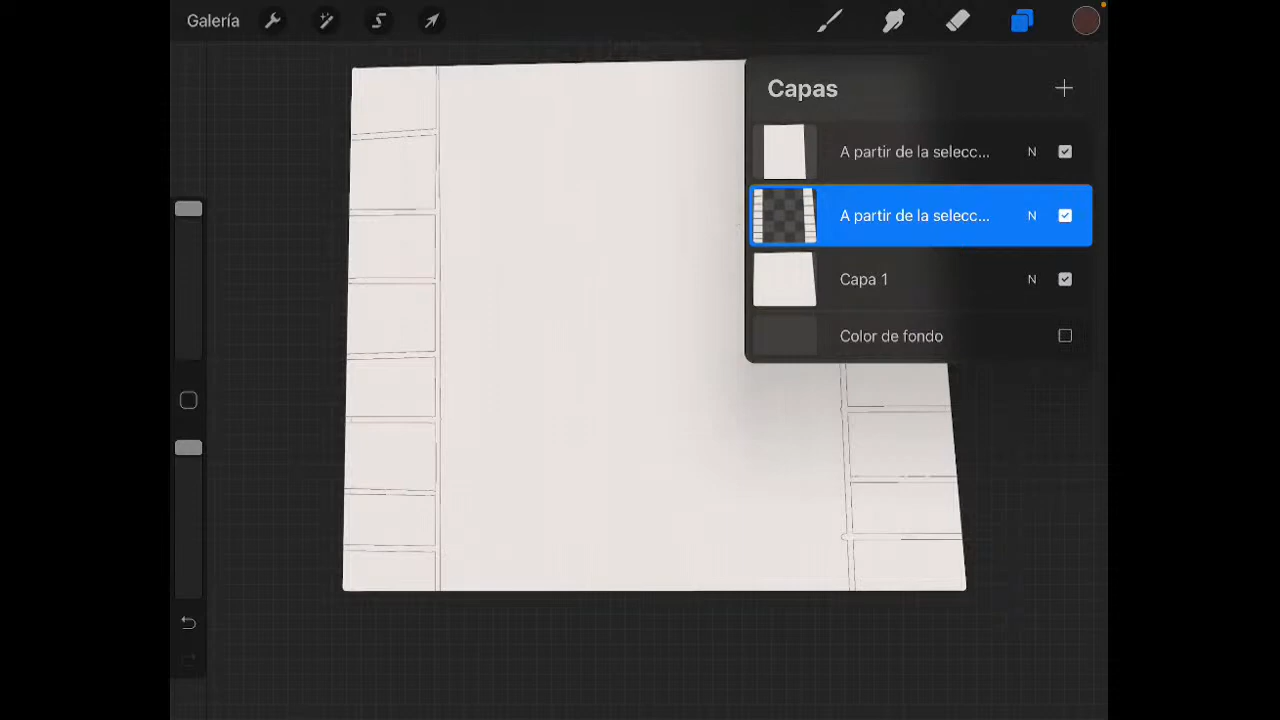 Galería
Capas
A partir de la selecc... N
A partir de la selecc... N
Capa 1 N
Color de fondo